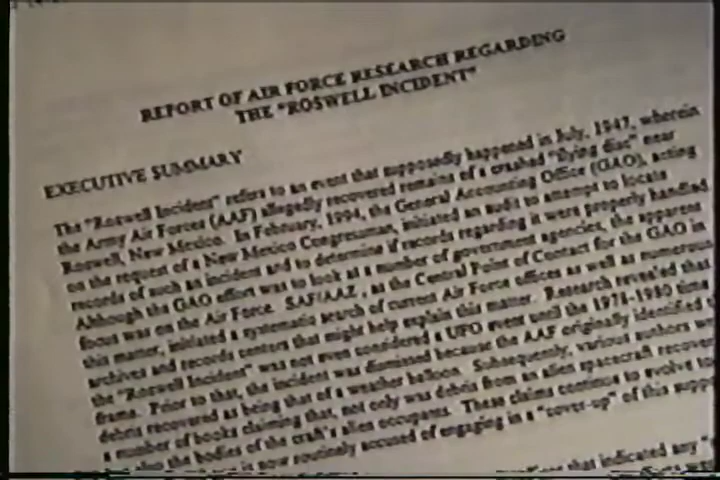 REPORT OF AIR FORCE RESEARCH REGARDING
THE "ROSWELL INCIDENT"
EXECUTIVE SUMMARY
The "Roswell Incident" refers to an event that supposedly happened in July, 1947, wherein
the Army Air Forces (AAF) allegedly recovered remains of a crashed "flying disc" near
Roswell, New Mexico. In February, 1994, the General Accounting Office (GAO), acting
on the request of a New Mexico Congressman, initiated an audit to attempt to locate
records of such an incident and to determine if records regarding it were properly handled.
Although the GAO effort was to look at a number of government agencies, the apparent
focus was on the Air Force. SAF/AAZ, as the Central Point of Contact for the GAO in
this matter, initiated a systematic search of current Air Force offices as well as numerous
archives and records centers that might help explain this matter. Research revealed that
the "Roswell Incident" was not even considered a UFO event until the 1978-1980 time
frame. Prior to that, the incident was dismissed because the AAF originally identified
debris recovered as being that of a weather balloon. Subsequently, various authors
a number of books claiming that, not only was debris from an alien spacecraft
also the bodies of the craft's alien occupants. These claims continue to evolve
is now routinely accused of engaging in a "cover-up" of this
that indicated any